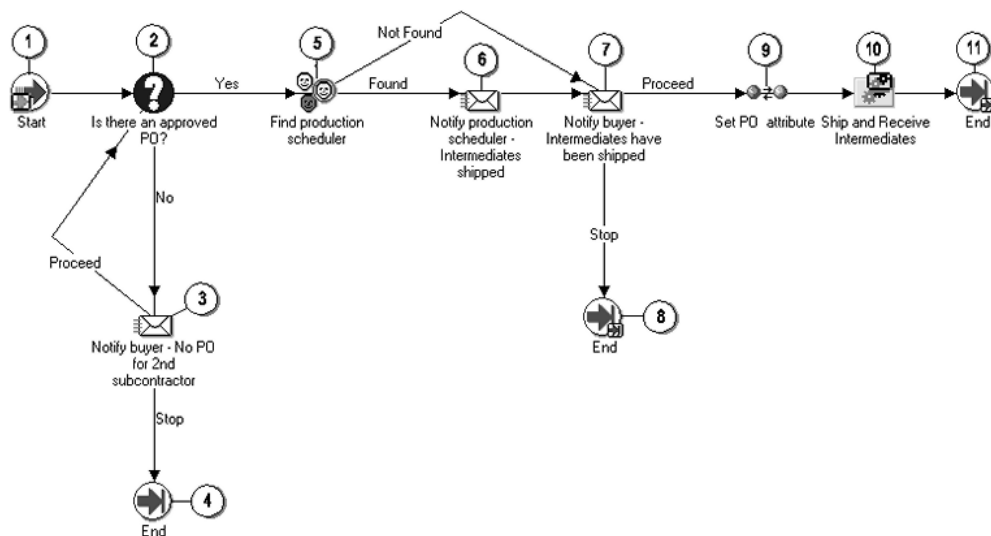 1
2
5
6
7
9
10
11
Not Found
Yes
Found
Proceed
Start
Is there an approved
PO?
Find production
scheduler
Notify production
scheduler -
Intermediates
shipped
Notify buyer -
Intermediates have
been shipped
Set PO attribute
Ship and Receive
Intermediates
End
No
Proceed
Stop
3
8
End
Notify buyer - No PO
for 2nd
subcontractor
Stop
4
End